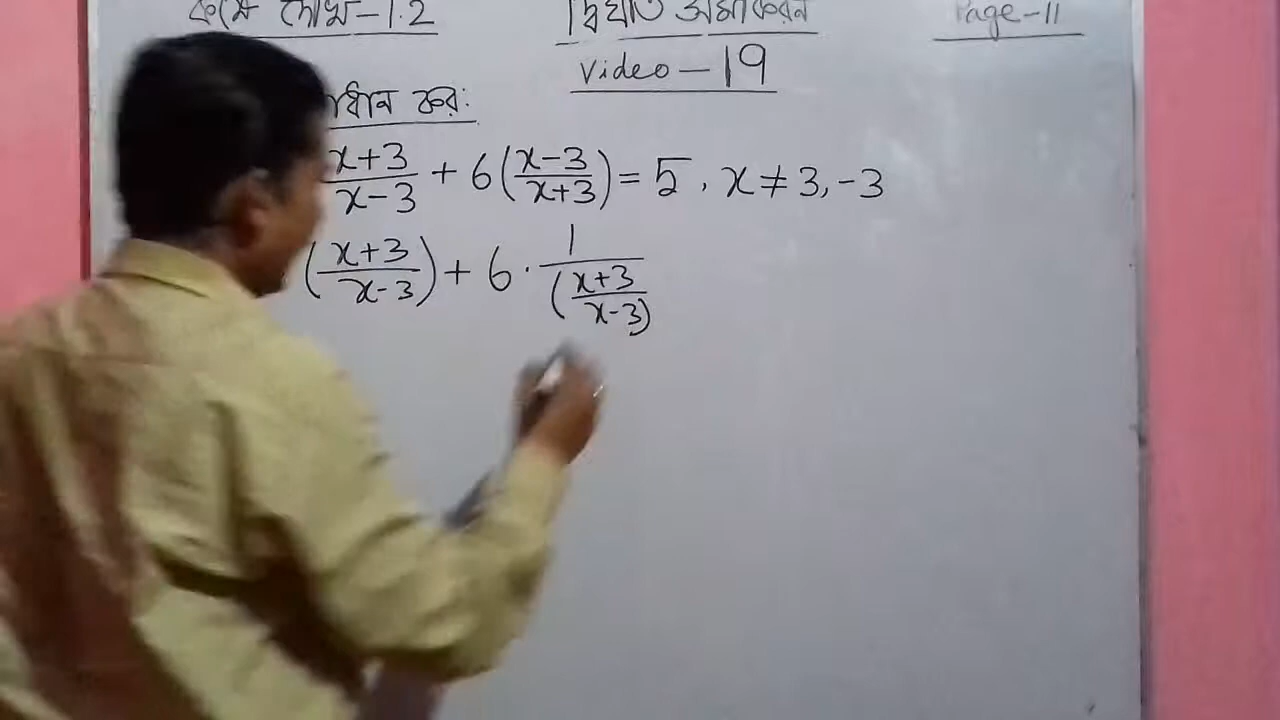 কষে দেখি–1.2 দ্বিঘাত সমীকরণ Page–11
Video–19
ধান কর:
x+3/x-3 + 6(x-3/x+3) = 5, x ≠ 3, -3
(x+3/x-3) + 6 · 1/(x+3/x-3)